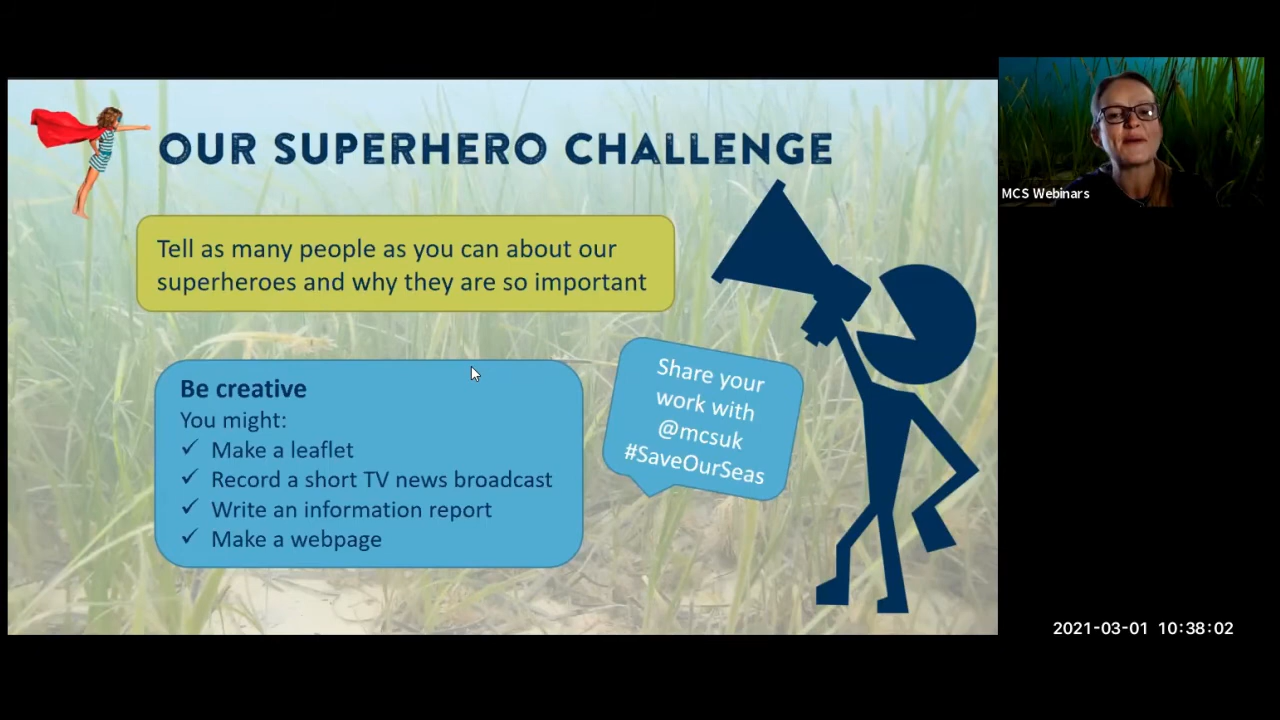 OUR SUPERHERO CHALLENGE
Tell as many people as you can about our
superheroes and why they are so important
Be creative
You might:
✓ Make a leaflet
✓ Record a short TV news broadcast
✓ Write an information report
✓ Make a webpage
Share your
work with
@mcsuk
#SaveOurSeas
MCS Webinars
2021-03-01 10:38:02